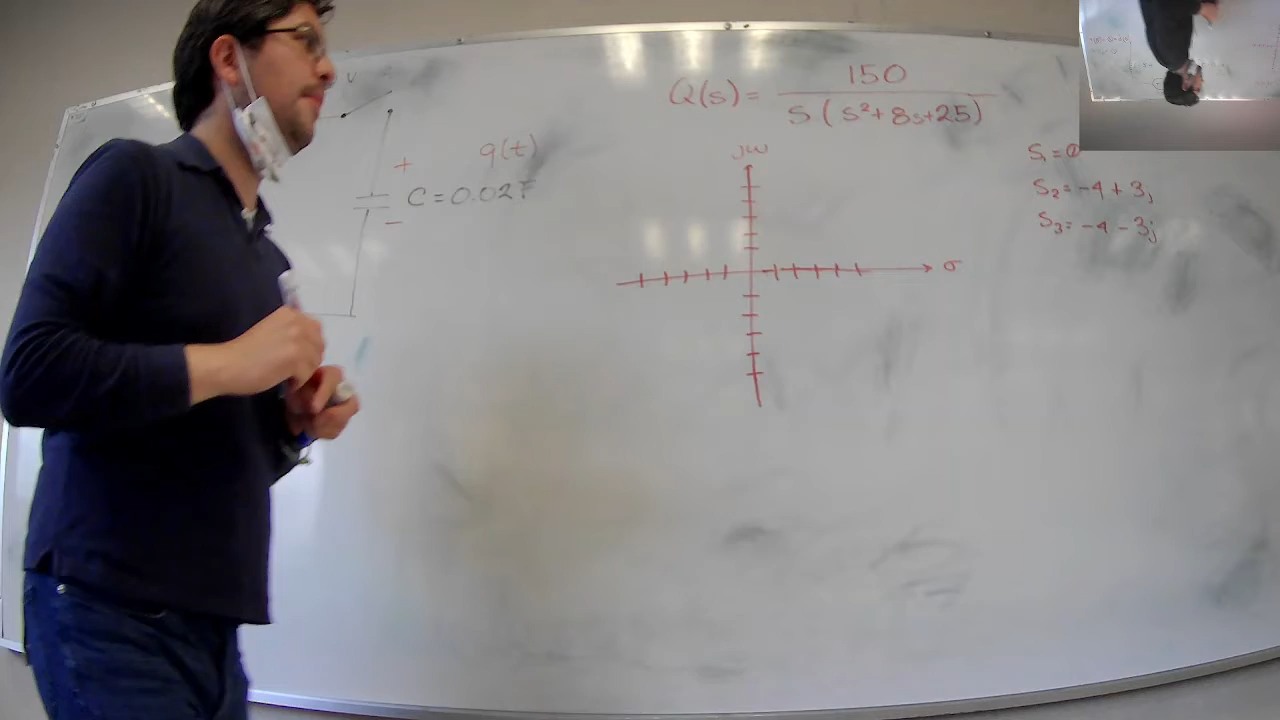 Q(s) = 150 / s(s²+8s+25)
q(t)
+
C = 0.02F
−
jω
σ
S₁ = 0
S₂ = -4 + 3j
S₃ = -4 - 3j